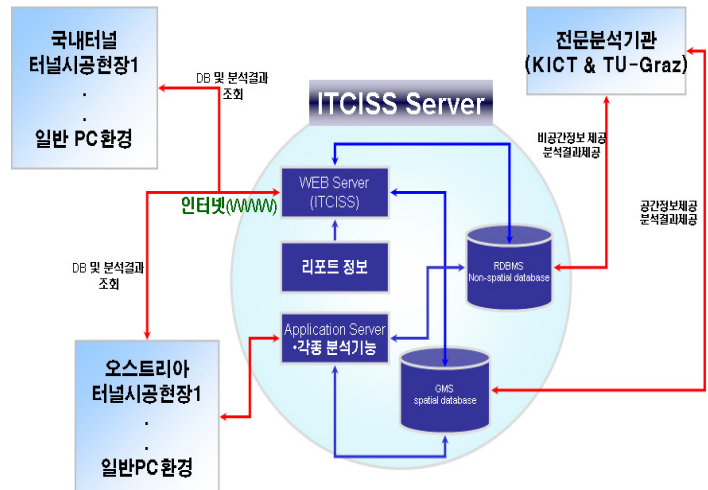 국내터널
터널시공현장1
.
.
일반 PC환경
DB 및 분석결과
조회
전문분석기관
(KICT & TU-Graz)
ITCISS Server
비공간정보 제공
분석결과제공
WEB Server
(ITCISS)
인터넷(WWW)
공간정보제공
분석결과제공
리포트 정보
RDBMS
Non-spatial database
DB 및 분석결과
조회
Application Server
•각종 분석기능
오스트리아
터널시공현장1
.
.
일반PC환경
GMS
spatial database